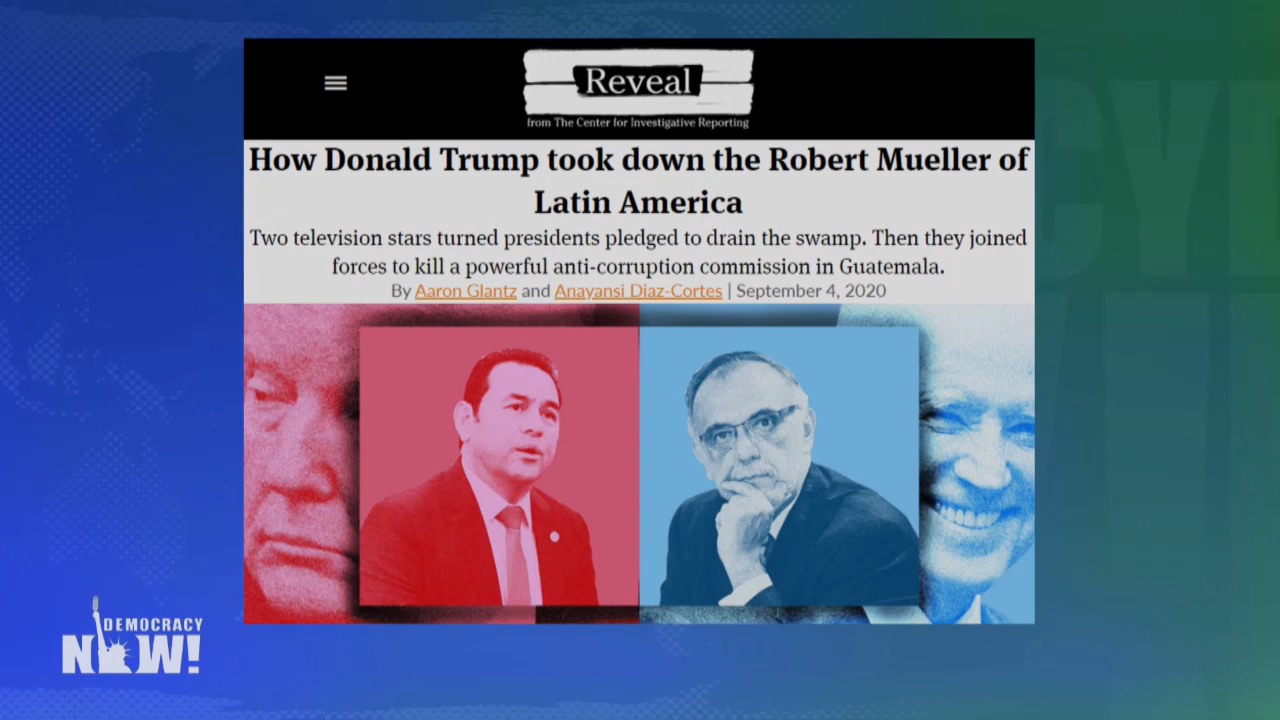 Reveal
from The Center for Investigative Reporting
How Donald Trump took down the Robert Mueller of
Latin America
Two television stars turned presidents pledged to drain the swamp. Then they joined
forces to kill a powerful anti-corruption commission in Guatemala.
By Aaron Glantz and Anayansi Diaz-Cortes | September 4, 2020
DEMOCRACY
NOW!